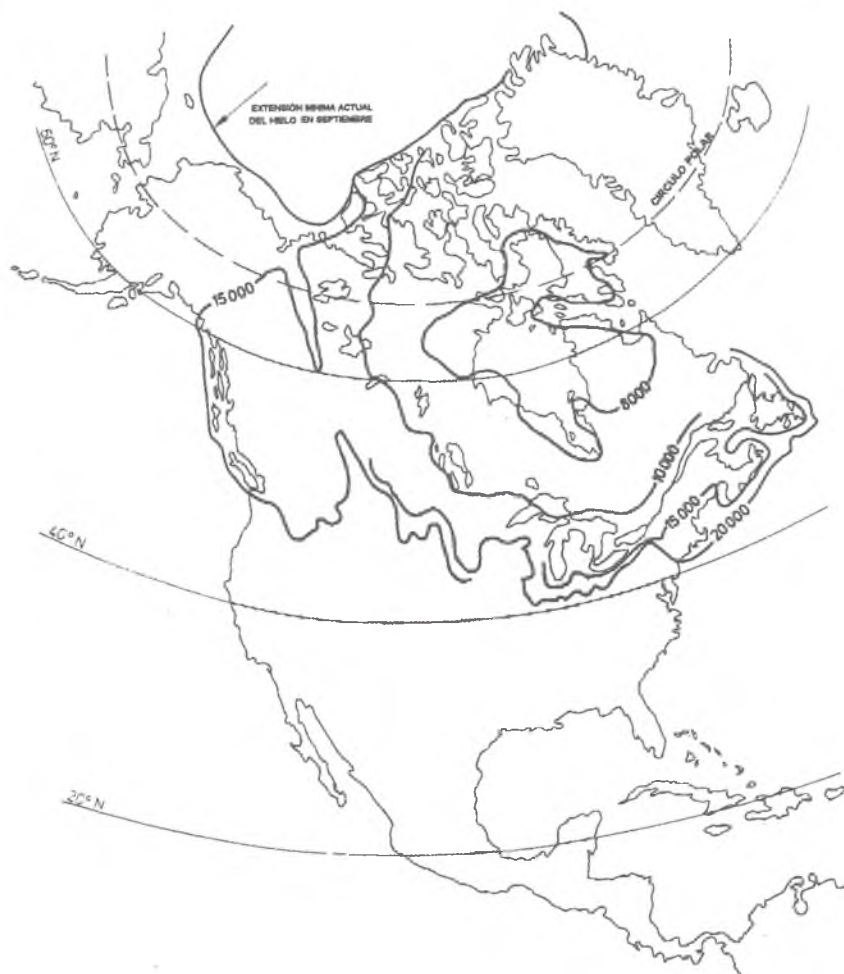 EXTENSIÓN MINIMA ACTUAL
DEL HIELO EN SEPTIEMBRE
60°N
CIRCULO POLAR
15 000
8000
10.000
15.000
20 000
40°N
20°N